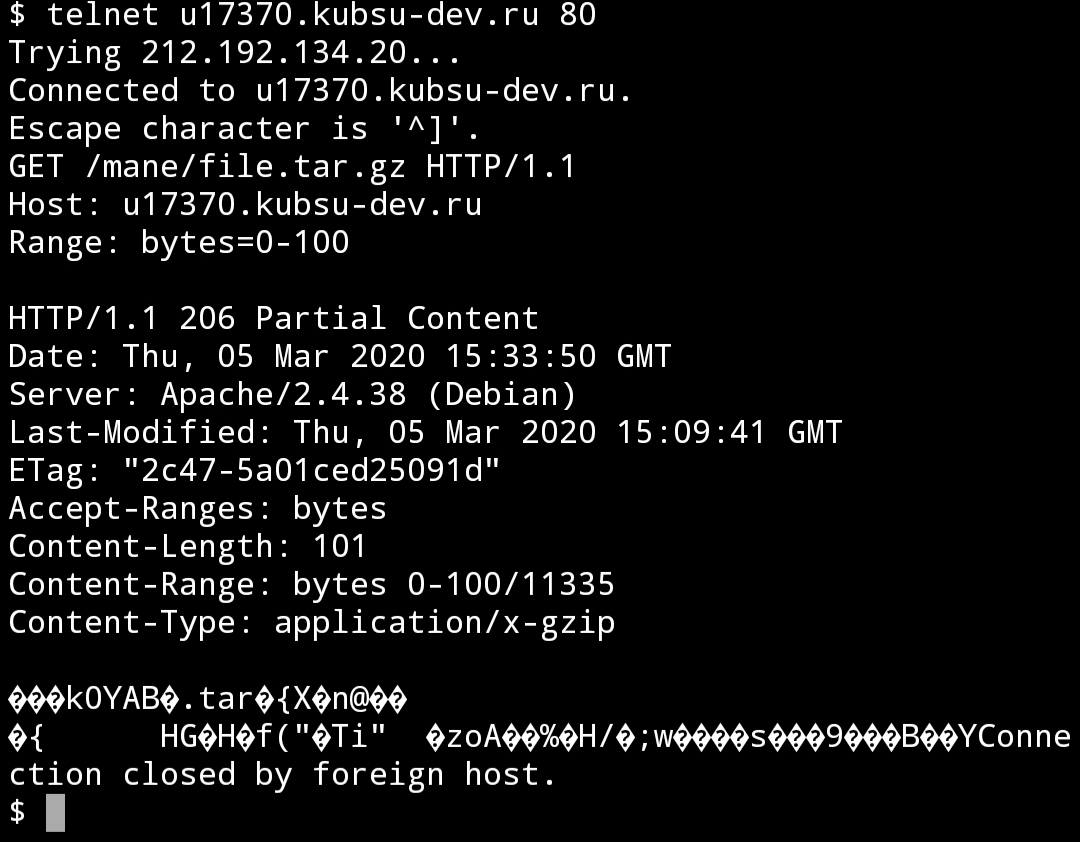 $ telnet u17370.kubsu-dev.ru 80
Trying 212.192.134.20...
Connected to u17370.kubsu-dev.ru.
Escape character is '^]'.
GET /mane/file.tar.gz HTTP/1.1
Host: u17370.kubsu-dev.ru
Range: bytes=0-100

HTTP/1.1 206 Partial Content
Date: Thu, 05 Mar 2020 15:33:50 GMT
Server: Apache/2.4.38 (Debian)
Last-Modified: Thu, 05 Mar 2020 15:09:41 GMT
ETag: "2c47-5a01ced25091d"
Accept-Ranges: bytes
Content-Length: 101
Content-Range: bytes 0-100/11335
Content-Type: application/x-gzip

���k0YAB�.tar�{X�n@��
�{      HG�H�f("�Ti"  �zoA��%�H/�;w����s���9���B��YConne
ction closed by foreign host.
$